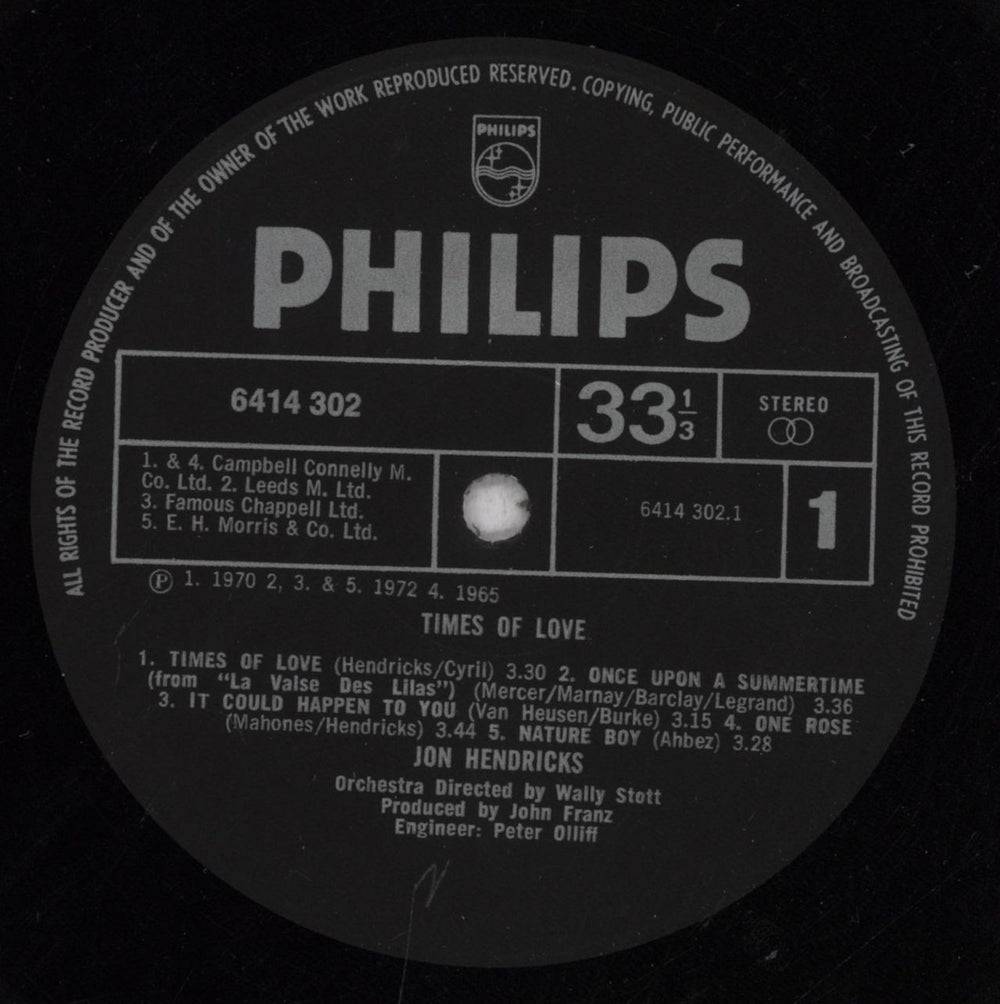 ALL RIGHTS OF THE RECORD PRODUCER AND OF THE OWNER OF THE WORK REPRODUCED RESERVED. COPYING, PUBLIC PERFORMANCE AND BROADCASTING OF THIS RECORD PROHIBITED
PHILIPS
PHILIPS
6414 302
33 1/3
STEREO
1. & 4. Campbell Connelly M.
Co. Ltd. 2. Leeds M. Ltd.
3. Famous Chappell Ltd.
5. E. H. Morris & Co. Ltd.
6414 302.1
1
Ⓟ 1. 1970 2, 3. & 5. 1972 4. 1965
TIMES OF LOVE
1. TIMES OF LOVE (Hendricks/Cyril) 3.30 2. ONCE UPON A SUMMERTIME
(from “La Valse Des Lilas”) (Mercer/Marnay/Barclay/Legrand) 3.36
3. IT COULD HAPPEN TO YOU (Van Heusen/Burke) 3.15 4. ONE ROSE
(Mahones/Hendricks) 3.44 5. NATURE BOY (Ahbez) 3.28
JON HENDRICKS
Orchestra Directed by Wally Stott
Produced by John Franz
Engineer: Peter Olliff